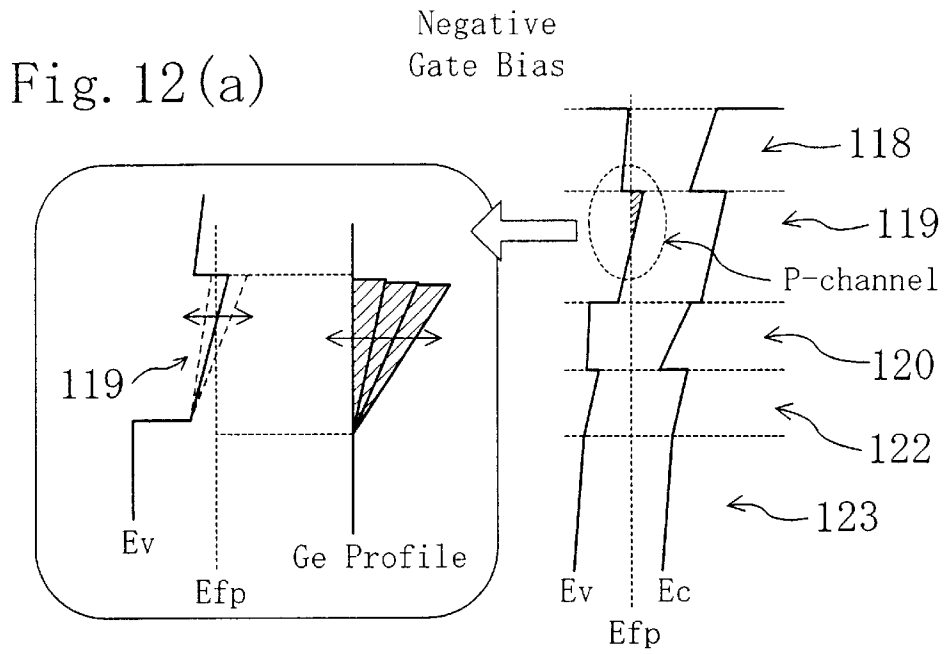 Negative
Gate Bias
Fig. 12(a)
118
119
P-channel
120
122
123
119
Ev
Efp
Ge Profile
Ev
Ec
Efp